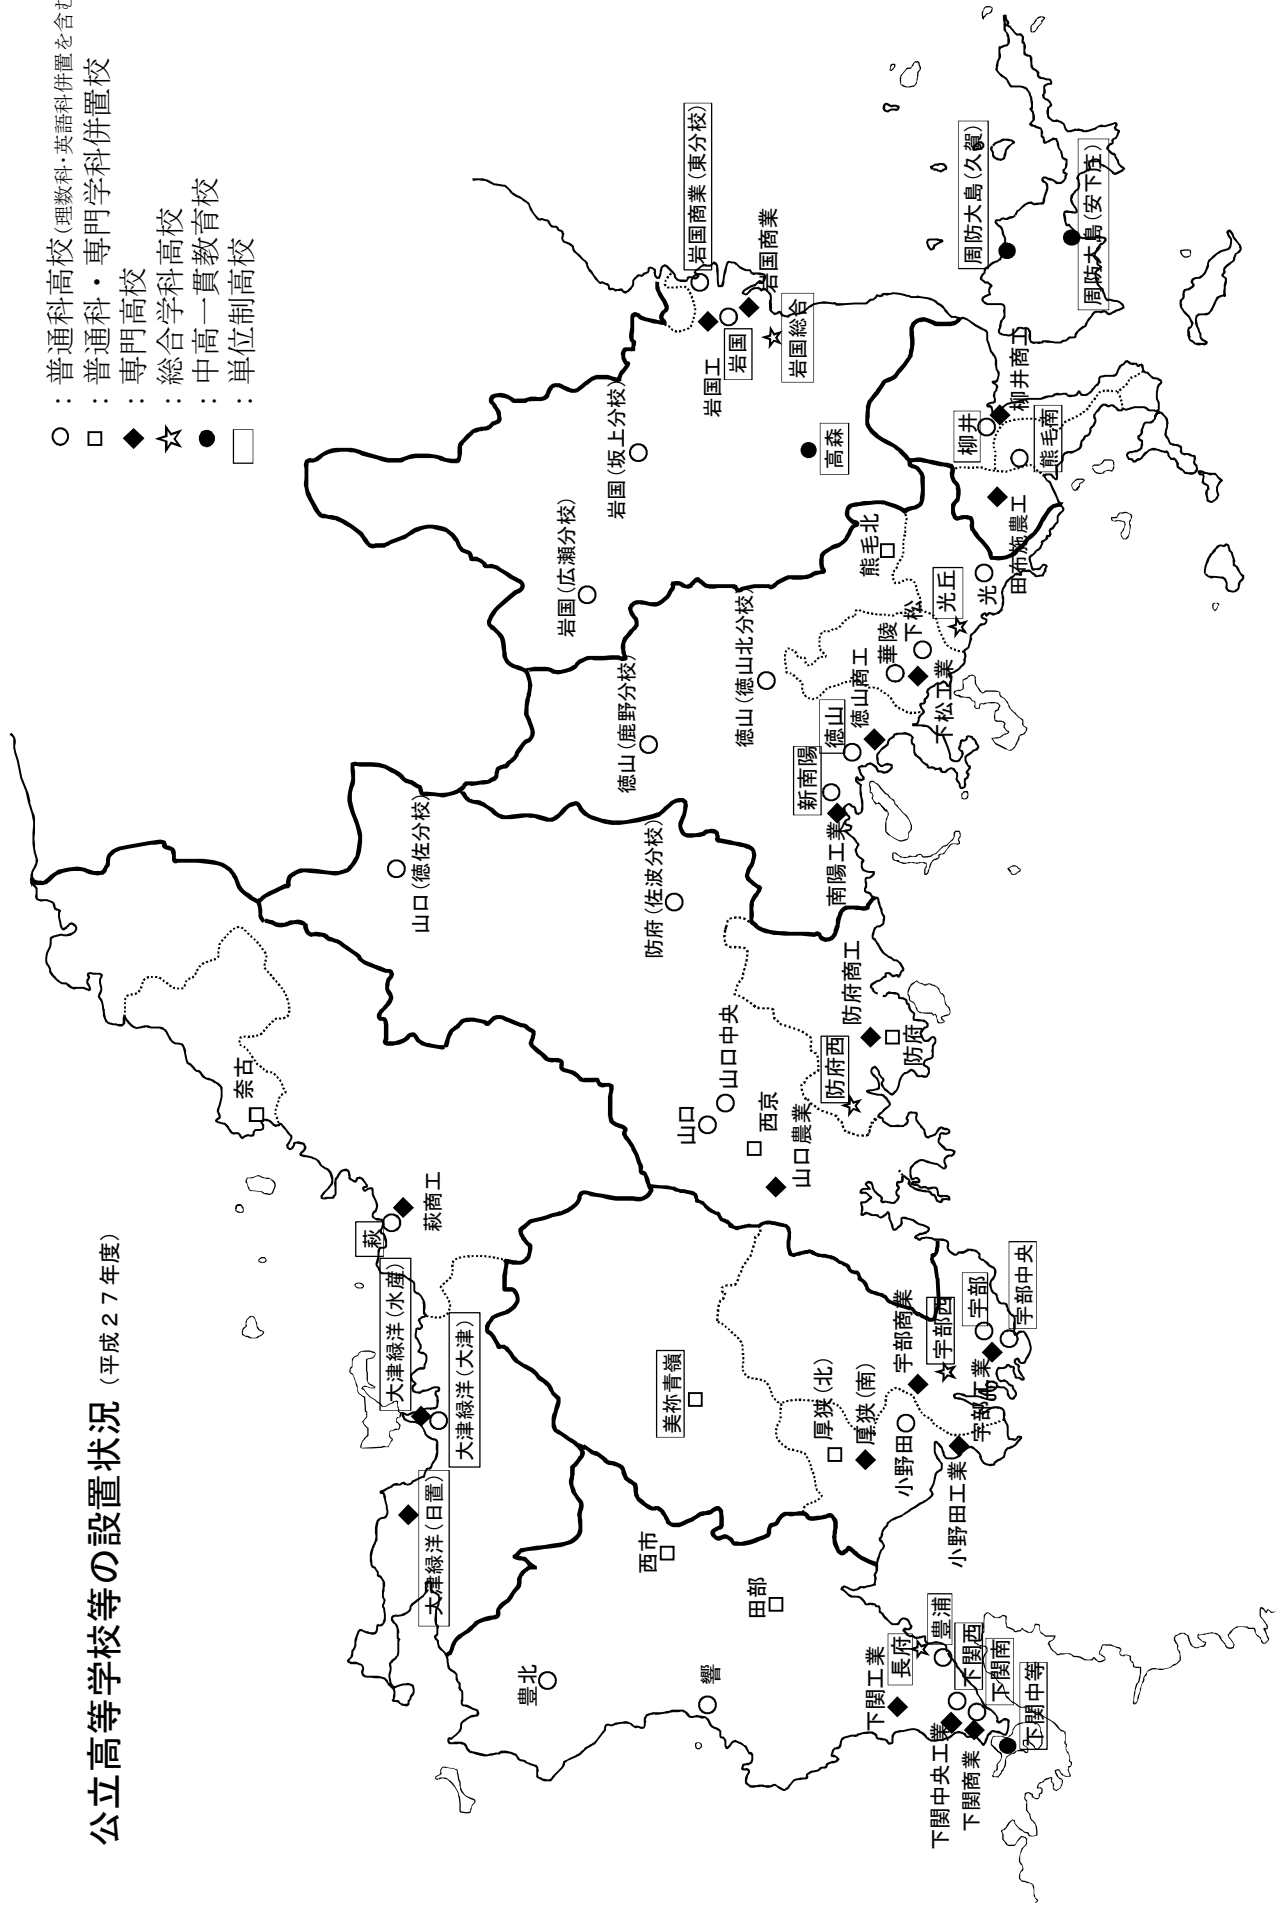 公立高等学校等の設置状況（平成２７年度）
○：普通科高校（理数科・英語科併置を含む
□：普通科・専門学科併置校
◆：専門高校
☆：総合学科高校
●：中高一貫教育校
：単位制高校
奈古
萩
萩商工
大津緑洋（水産）
大津緑洋（大津）
大津緑洋（日置）
山口（徳佐分校）
防府（佐波分校）
山口
山口中央
西京
山口農業
防府西
防府商工
防府
徳山（鹿野分校）
徳山（徳山北分校）
新南陽
徳山
徳山商工
南陽工業
華陵
下松
下松工業
熊毛北
光丘
光
岩国（広瀬分校）
岩国（坂上分校）
岩国工
岩国
岩国商業（東分校）
岩国商業
岩国総合
高森
柳井
柳井商工
熊毛南
田布施農工
周防大島（久賀）
周防大島（安下庄）
美祢青嶺
厚狭（北）
厚狭（南）
小野田
小野田工業
宇部商業
宇部西
宇部
宇部中央
宇部工業
西市
田部
豊北
響
下関工業
長府
豊浦
下関西
下関南
下関中等
下関中央工業
下関商業